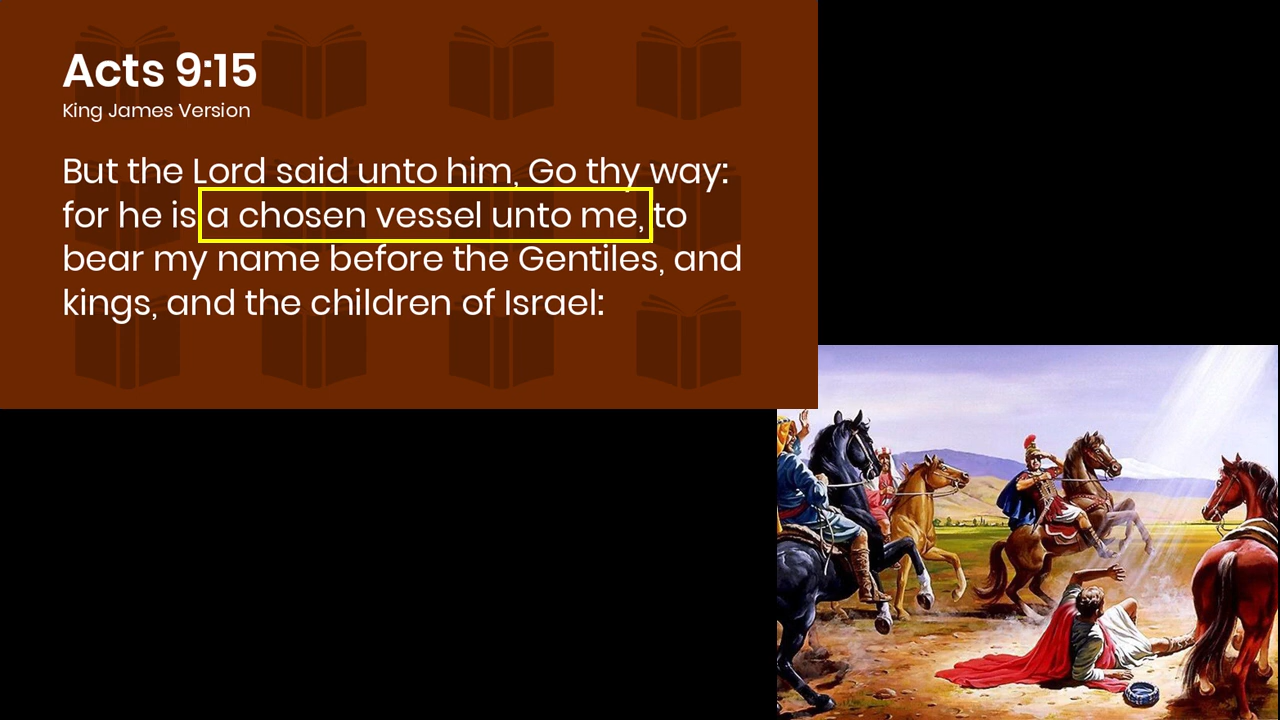 Acts 9:15
King James Version
But the Lord said unto him, Go thy way:
for he is a chosen vessel unto me, to
bear my name before the Gentiles, and
kings, and the children of Israel: